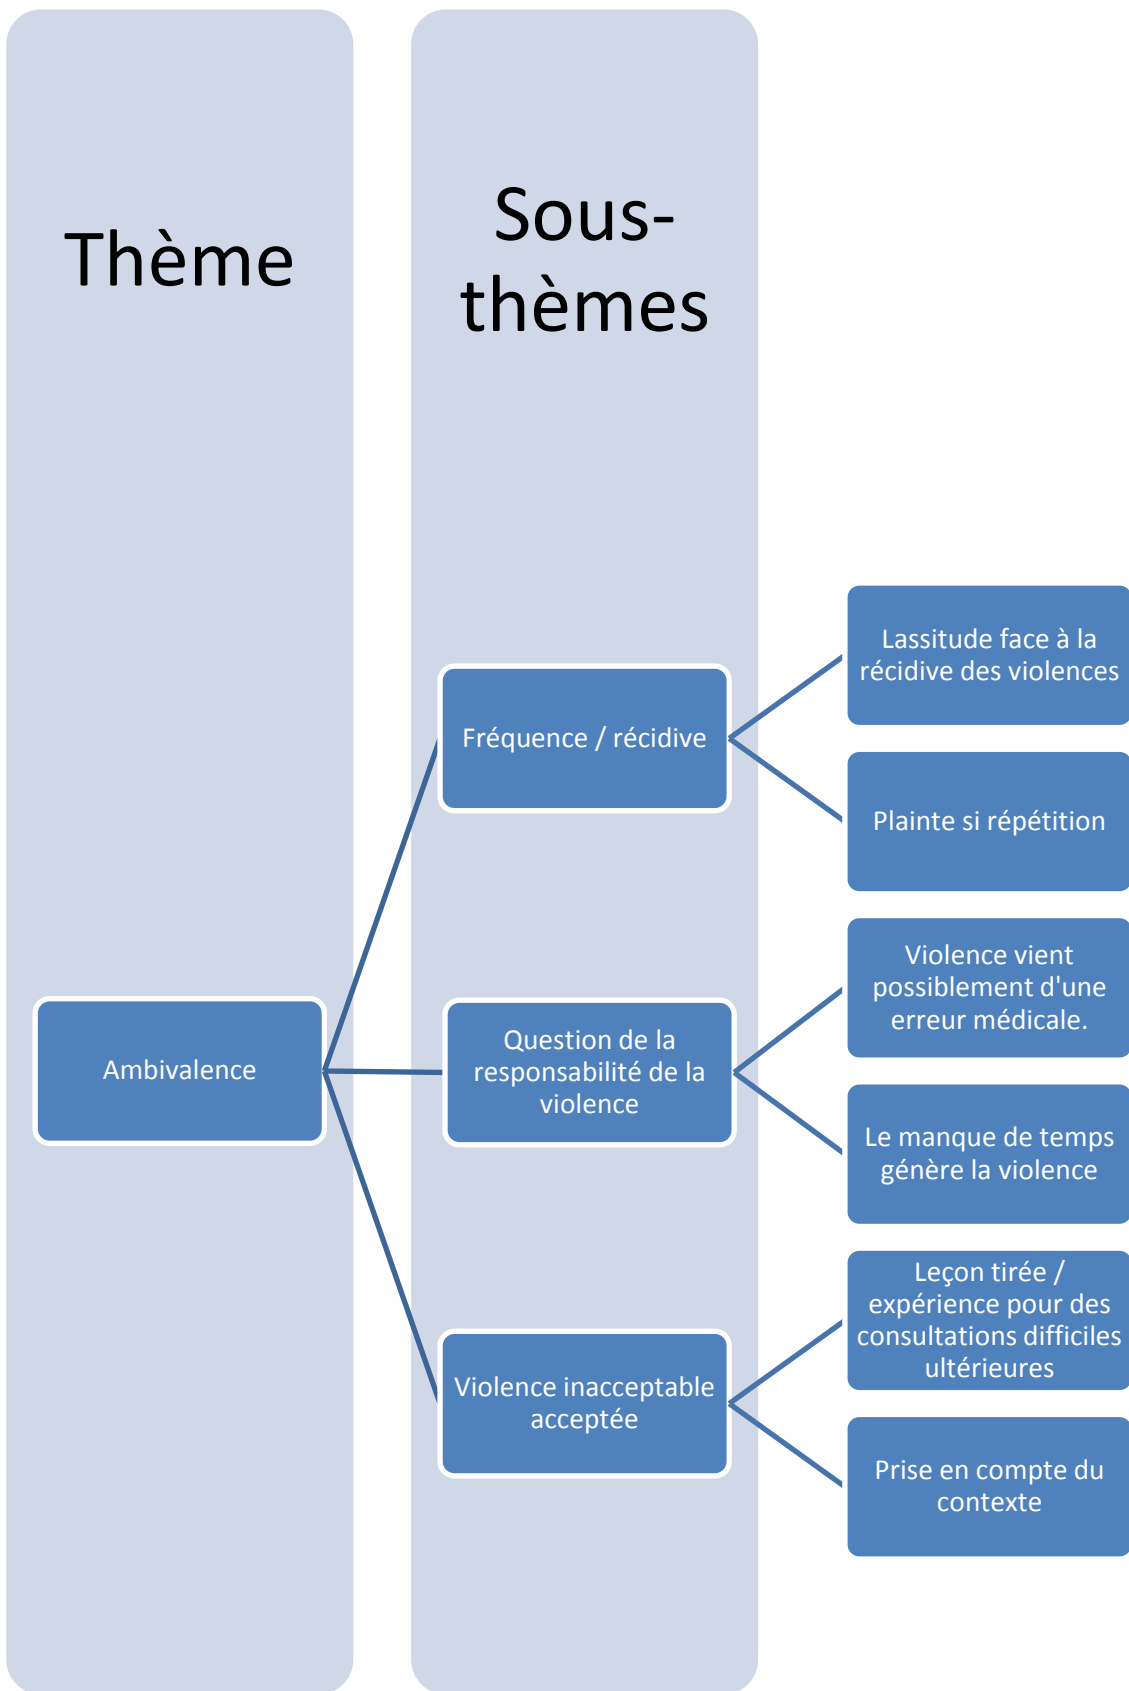 Thème
Sous-
thèmes
Ambivalence
Fréquence / récidive
Lassitude face à la
récidive des violences
Plainte si répétition
Question de la
responsabilité de la
violence
Violence vient
possiblement d'une
erreur médicale.
Le manque de temps
génère la violence
Violence inacceptable
acceptée
Leçon tirée /
expérience pour des
consultations difficiles
ultérieures
Prise en compte du
contexte